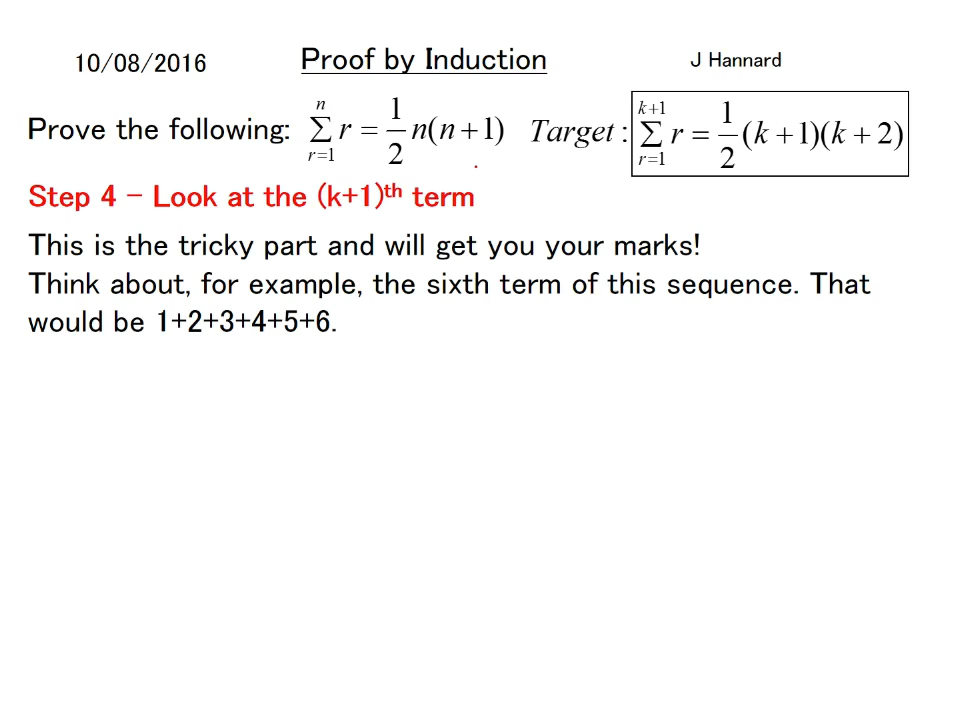 10/08/2016 Proof by Induction J Hannard
Prove the following: \sum_{r=1}^{n} r = \frac{1}{2} n(n+1) Target : \sum_{r=1}^{k+1} r = \frac{1}{2} (k+1)(k+2)
Step 4 – Look at the (k+1)th term
This is the tricky part and will get you your marks!
Think about, for example, the sixth term of this sequence. That
would be 1+2+3+4+5+6.